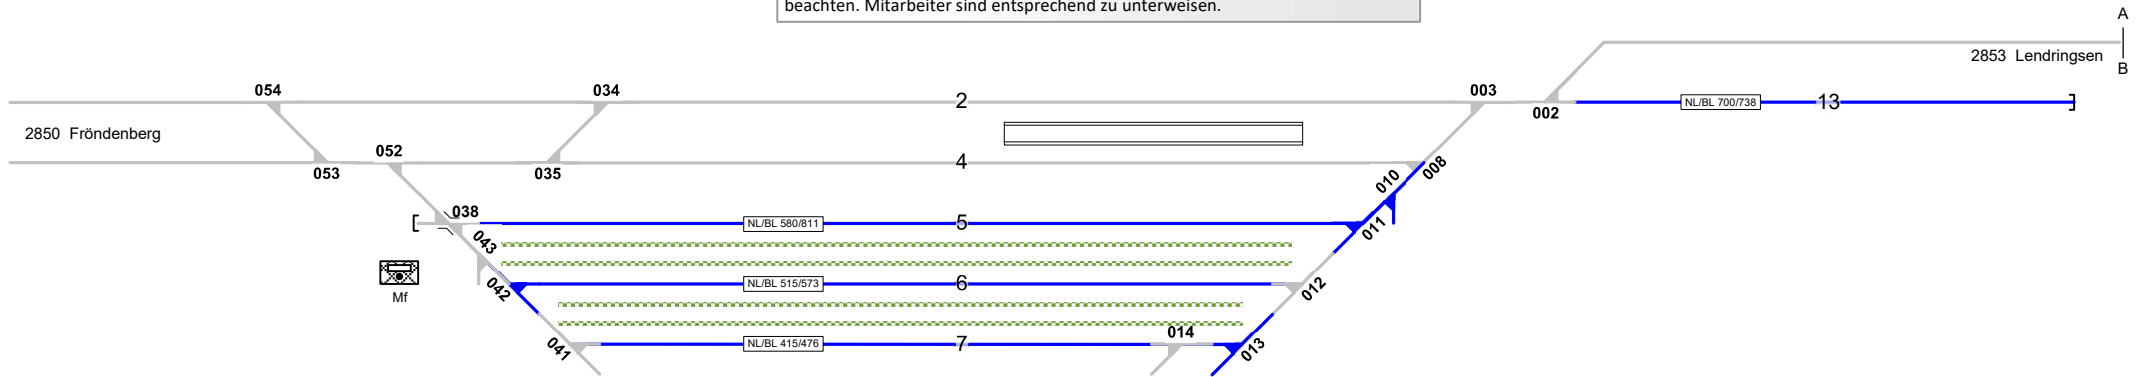 beachten. Mitarbeiter sind entsprechend zu unterweisen.
A
2853 Lendringsen
B
054
034
2
003
NL/BL 700/738
13
002
2850 Fröndenberg
052
4
053
035
008
010
038
NL/BL 580/811
5
011
043
042
NL/BL 515/573
6
012
Mf
014
041
NL/BL 415/476
7
013